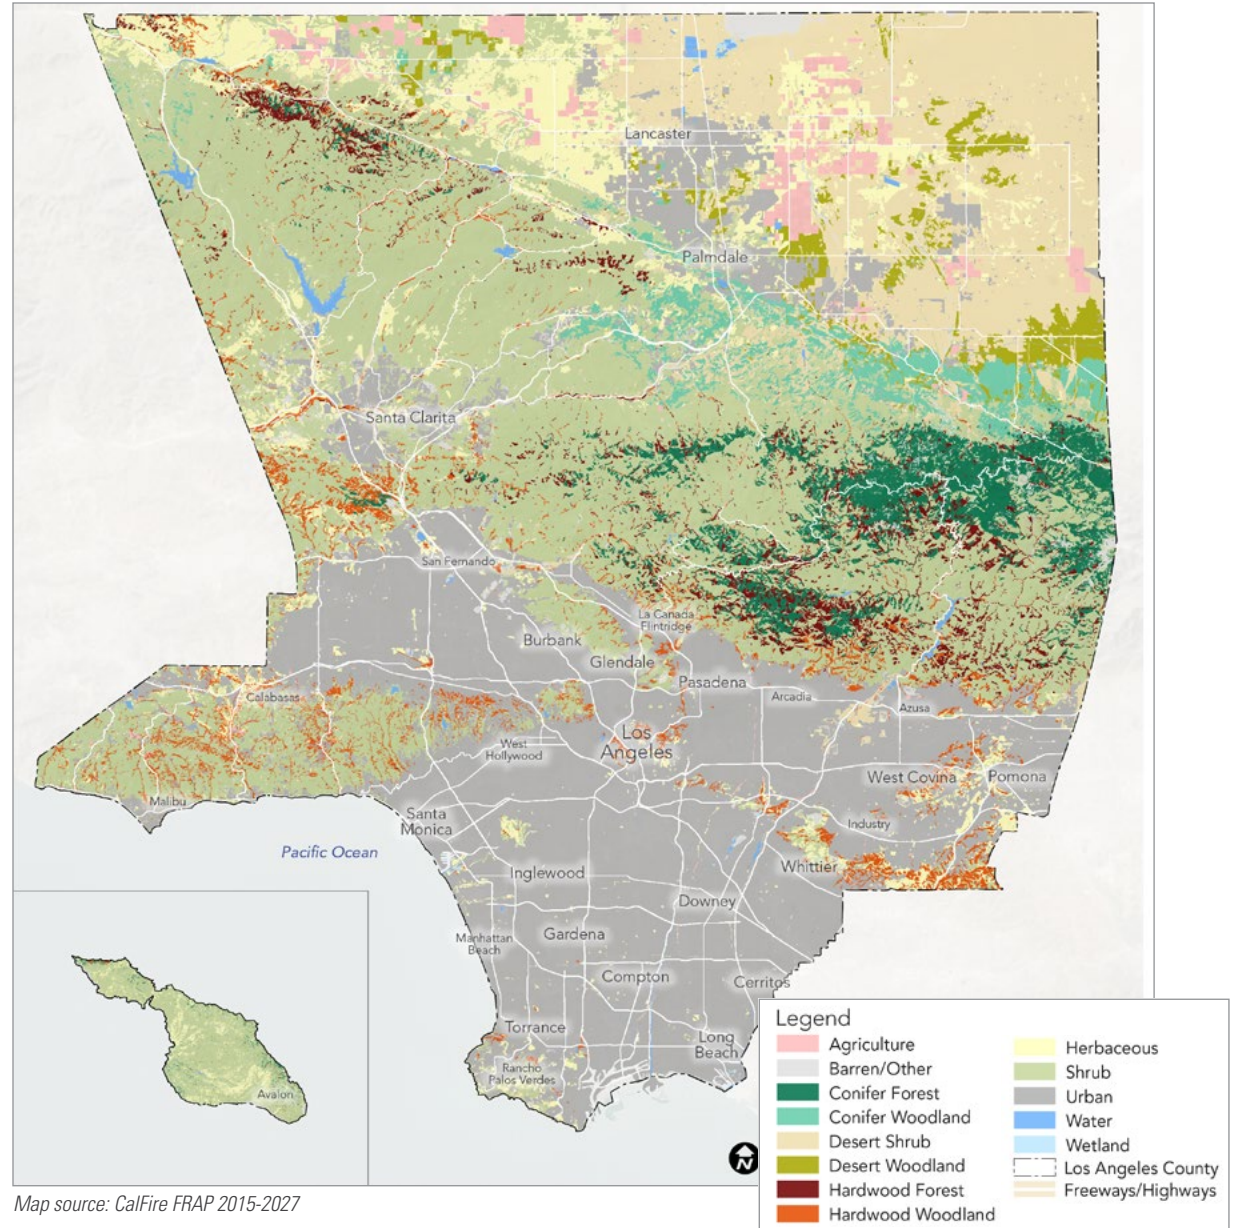 Lancaster
Palmdale
Santa Clarita
San Fernando
La Canada
Flintridge
Burbank
Glendale
Pasadena
Arcadia
Azusa
Calabasas
Los
Angeles
West
Hollywood
West Covina
Pomona
Malibu
Santa
Monica
Industry
Pacific Ocean
Whittier
Inglewood
Downey
Manhattan
Beach
Gardena
Compton
Cerritos
Torrance
Long
Beach
Rancho
Palos Verdes
Avalon
N
Legend
Agriculture
Barren/Other
Conifer Forest
Conifer Woodland
Desert Shrub
Desert Woodland
Hardwood Forest
Hardwood Woodland
Herbaceous
Shrub
Urban
Water
Wetland
Los Angeles County
Freeways/Highways
Map source: CalFire FRAP 2015-2027